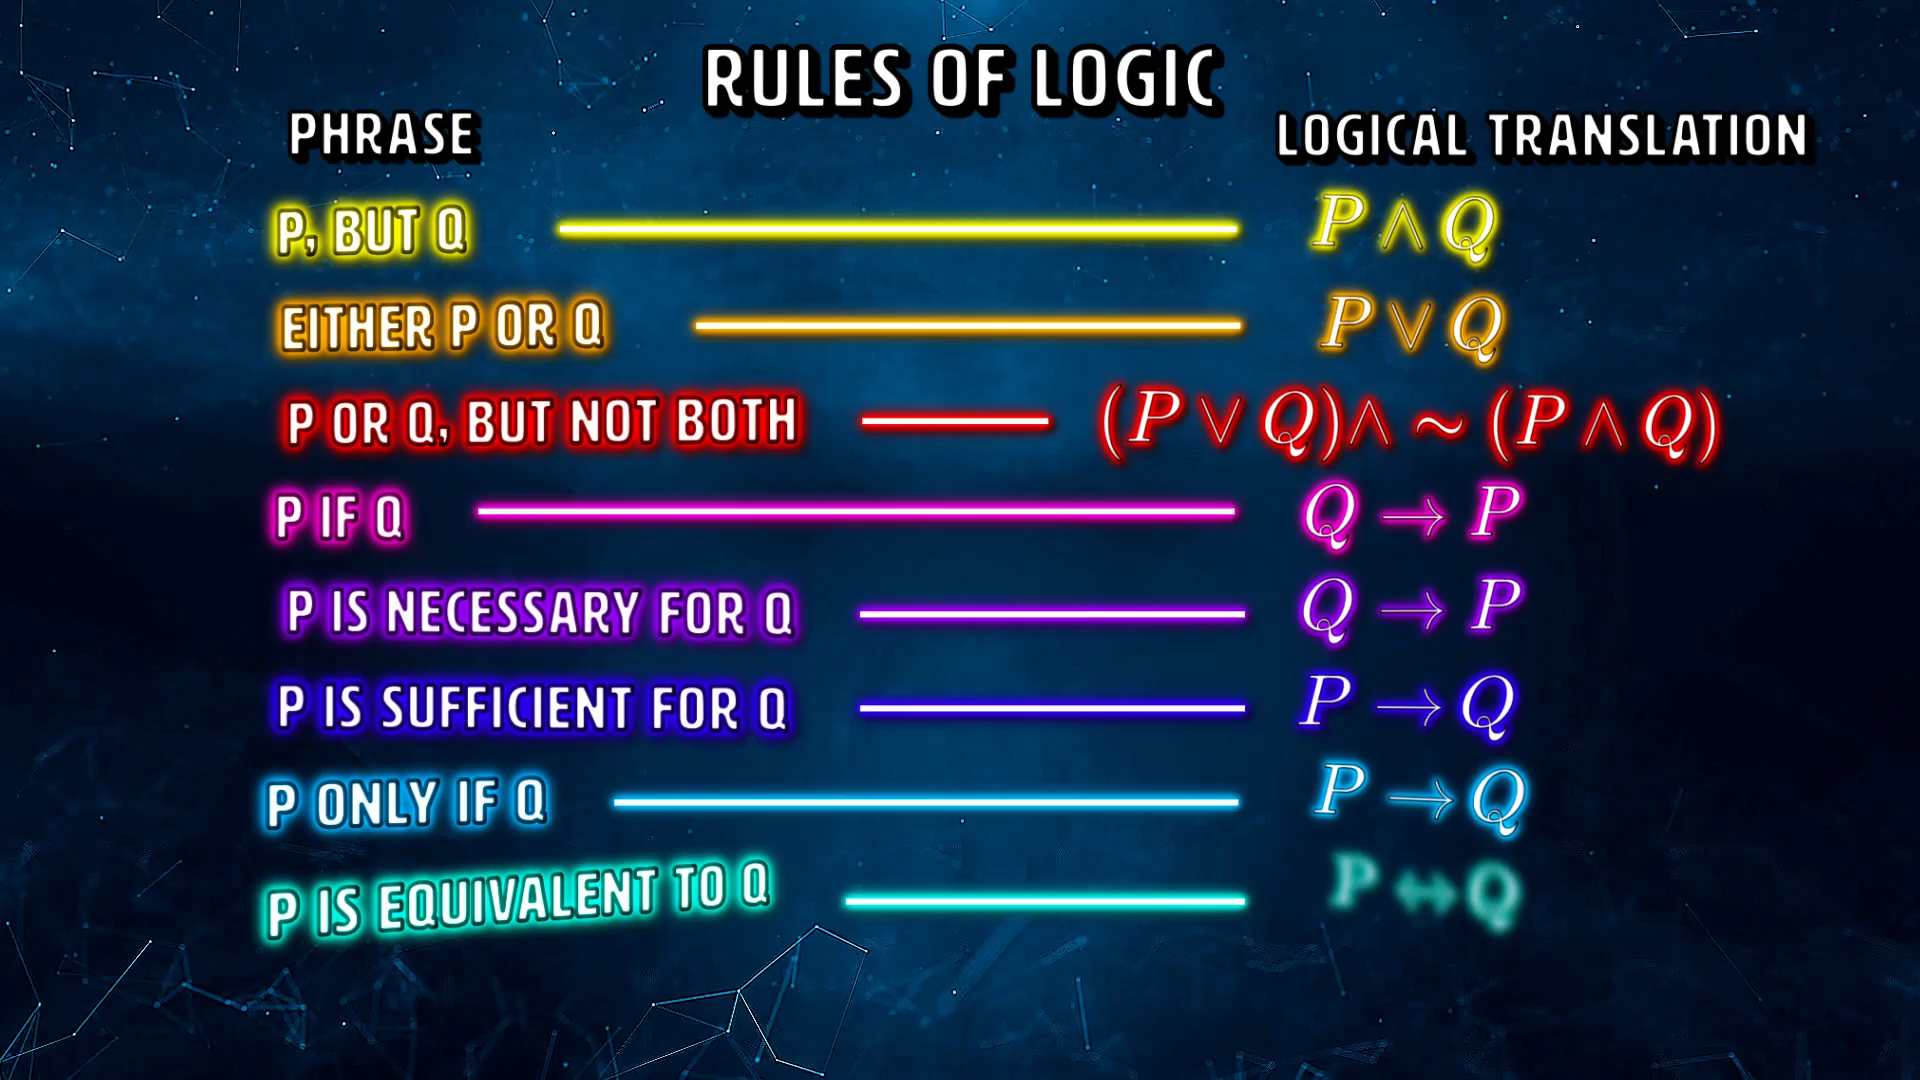 RULES OF LOGIC
PHRASE LOGICAL TRANSLATION
P, BUT Q P ∧ Q
EITHER P OR Q P ∨ Q
P OR Q, BUT NOT BOTH (P ∨ Q)∧ ~ (P ∧ Q)
P IF Q Q → P
P IS NECESSARY FOR Q Q → P
P IS SUFFICIENT FOR Q P → Q
P ONLY IF Q P → Q
P IS EQUIVALENT TO Q P ↔ Q